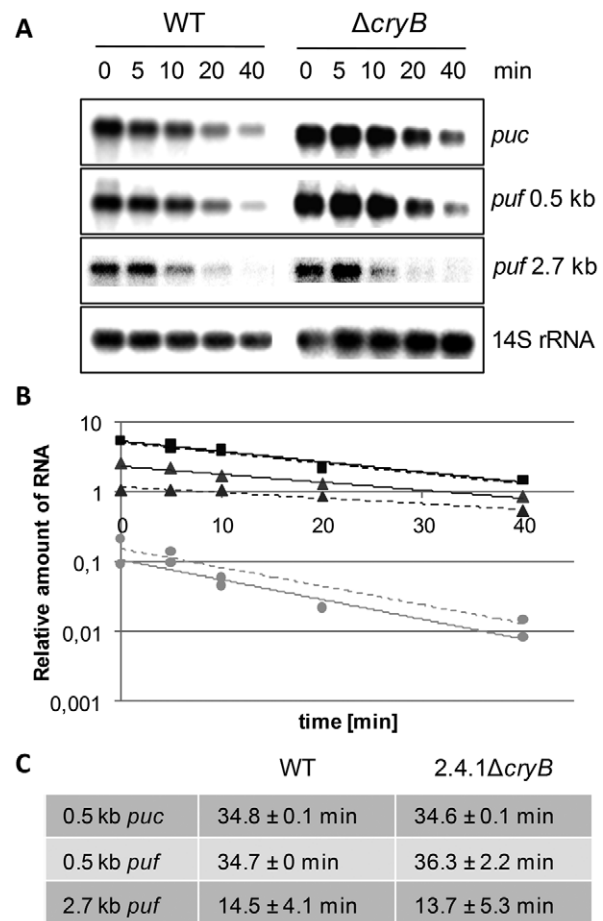 A
WT ΔcryB
0 5 10 20 40 0 5 10 20 40 min
puc
puf 0.5 kb
puf 2.7 kb
14S rRNA
B
Relative amount of RNA
10
1
0 10 20 30 40
0,1
0,01
0,001
time [min]
C
WT 2.4.1ΔcryB
0.5 kb puc 34.8 ± 0.1 min 34.6 ± 0.1 min
0.5 kb puf 34.7 ± 0 min 36.3 ± 2.2 min
2.7 kb puf 14.5 ± 4.1 min 13.7 ± 5.3 min